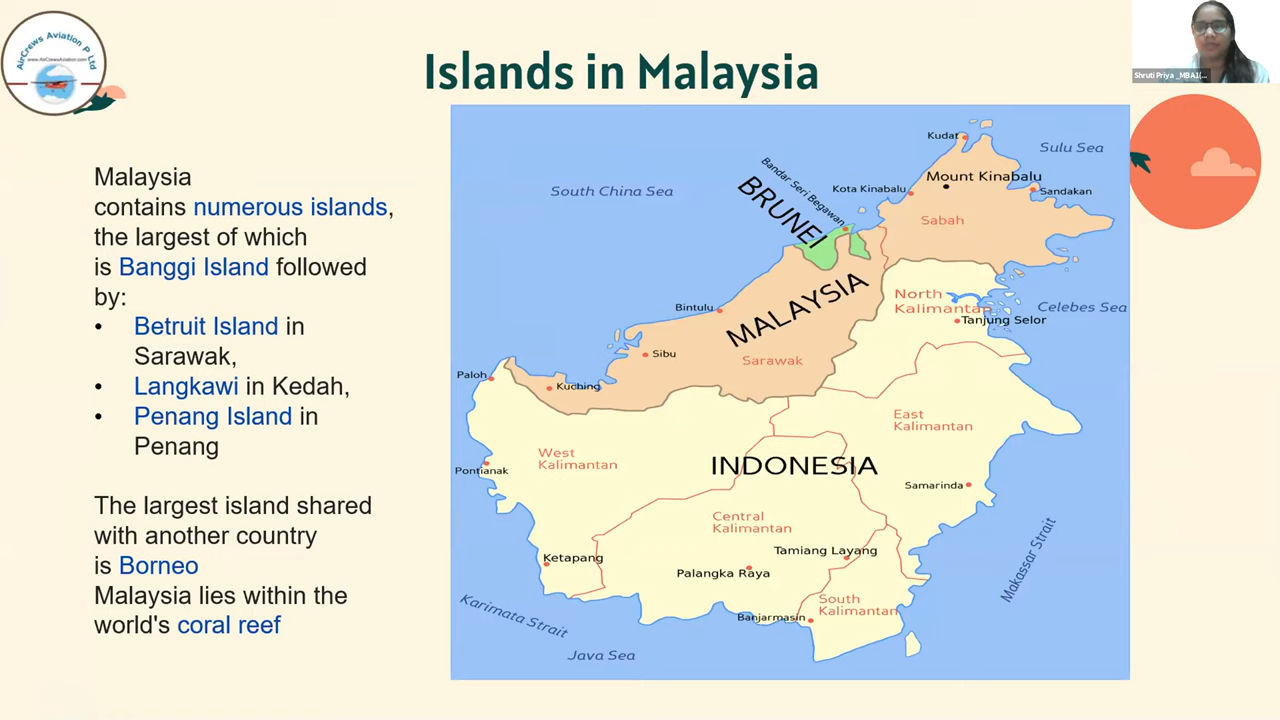 AirCrews Aviation P Ltd
www.AirCrewsAviation.com
Shruti Priya _MBA1(...
Islands in Malaysia
Malaysia
contains numerous islands,
the largest of which
is Banggi Island followed
by:
• Betruit Island in
Sarawak,
• Langkawi in Kedah,
• Penang Island in
Penang
The largest island shared
with another country
is Borneo
Malaysia lies within the
world's coral reef
Kudat
Sulu Sea
South China Sea
Bandar Seri Begawan
BRUNEI
Kota Kinabalu
Mount Kinabalu
Sandakan
Sabah
Bintulu
MALAYSIA
North
Kalimantan
Celebes Sea
Tanjung Selor
Sibu
Sarawak
Paloh
Kuching
East
Kalimantan
West
Kalimantan
INDONESIA
Pontianak
Samarinda
Central
Kalimantan
Tamiang Layang
Ketapang
Palangka Raya
Makassar Strait
South
Kalimantan
Banjarmasin
Karimata Strait
Java Sea